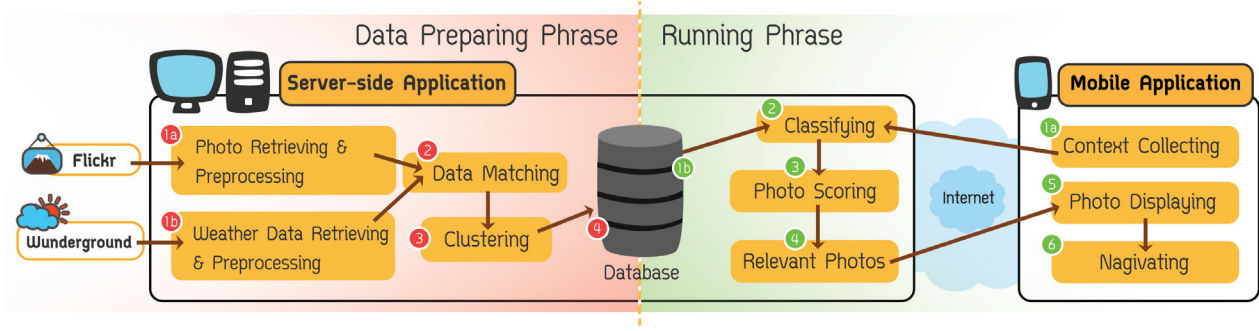 Data Preparing Phrase
Running Phrase
Server-side Application
Mobile Application
Flickr
Wunderground
1a
Photo Retrieving &
Preprocessing
1b
Weather Data Retrieving
& Preprocessing
2
Data Matching
3
Clustering
4
Database
1b
2
Classifying
3
Photo Scoring
4
Relevant Photos
Internet
1a
Context Collecting
5
Photo Displaying
6
Nagivating